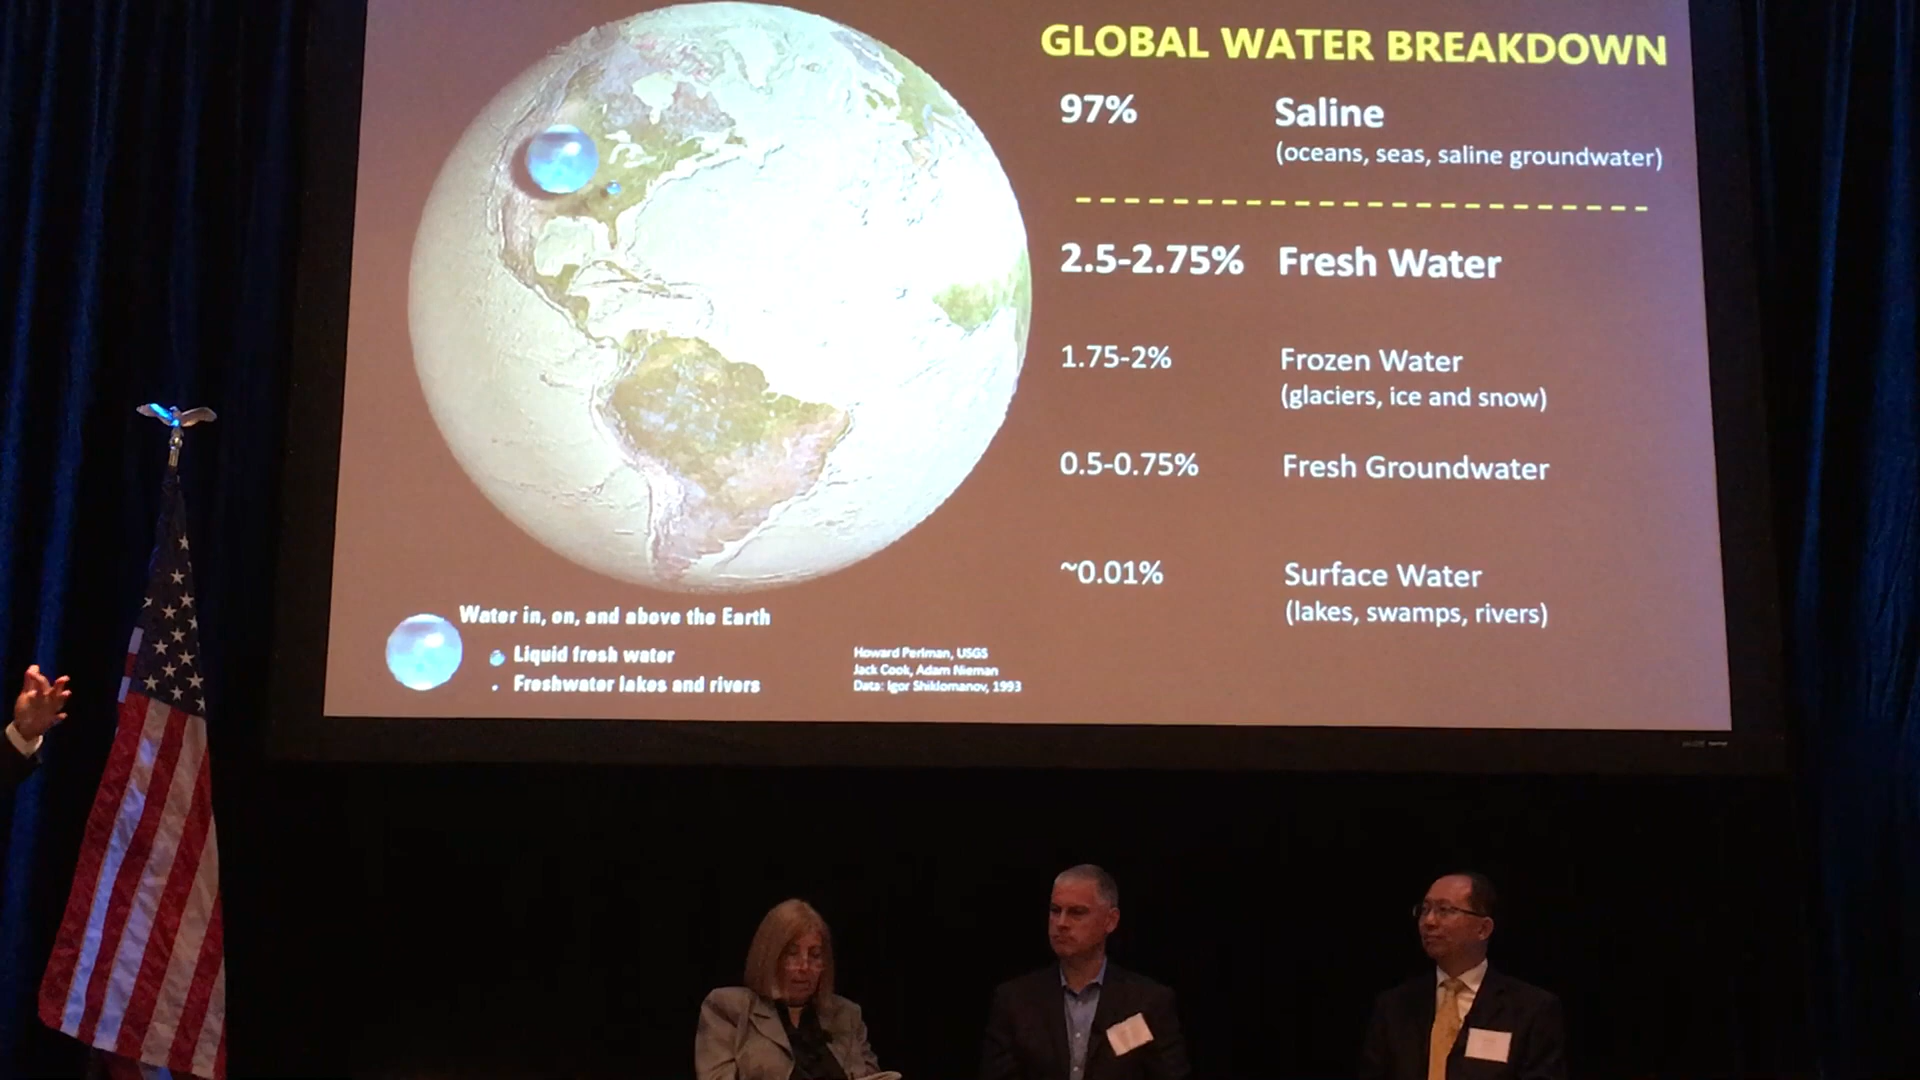 GLOBAL WATER BREAKDOWN
97% Saline
(oceans, seas, saline groundwater)
2.5-2.75% Fresh Water
1.75-2% Frozen Water
(glaciers, ice and snow)
0.5-0.75% Fresh Groundwater
~0.01% Surface Water
(lakes, swamps, rivers)
Water in, on, and above the Earth
Liquid fresh water
Freshwater lakes and rivers
Howard Perlman, USGS
Jack Cook, Adam Nieman
Data: Igor Shiklomanov, 1993